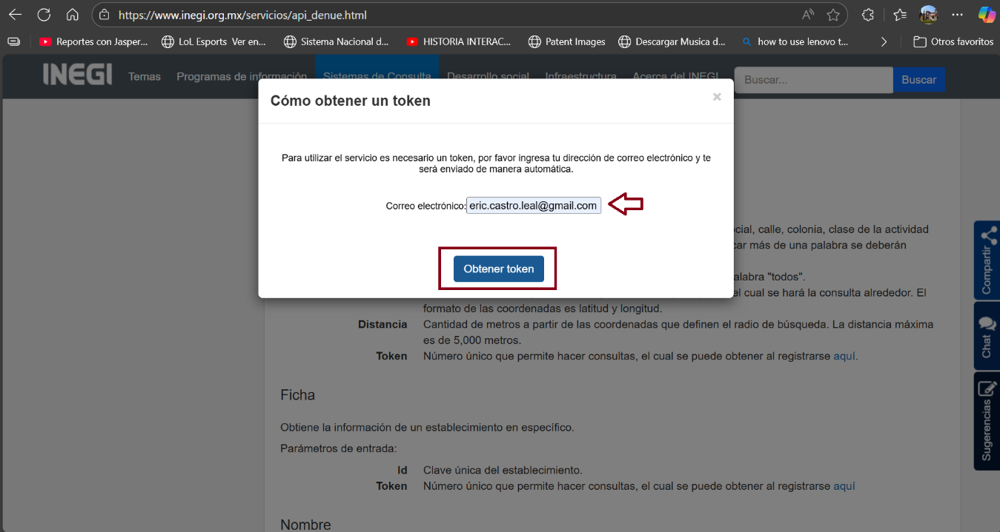 https://www.inegi.org.mx/servicios/api_denue.html
Reportes con Jasper...
LoL Esports Ver en...
Sistema Nacional d...
HISTORIA INTERAC...
Patent Images
Descargar Musica d...
how to use lenovo t...
Otros favoritos
INEGI
Temas
Programas de información
Sistemas de Consulta
Desarrollo social
Infraestructura
Acerca del INEGI
Buscar...
Buscar
Cómo obtener un token
×
Para utilizar el servicio es necesario un token, por favor ingresa tu dirección de correo electrónico y te
será enviado de manera automática.
Correo electrónico: eric.castro.leal@gmail.com
Obtener token
cial, calle, colonia, clase de la actividad
car más de una palabra se deberán
alabra "todos".
el cual se hará la consulta alrededor. El
formato de las coordenadas es latitud y longitud.
Distancia Cantidad de metros a partir de las coordenadas que definen el radio de búsqueda. La distancia máxima
es de 5,000 metros.
Token Número único que permite hacer consultas, el cual se puede obtener al registrarse aquí.
Ficha
Obtiene la información de un establecimiento en específico.
Parámetros de entrada:
Id Clave única del establecimiento.
Token Número único que permite hacer consultas, el cual se puede obtener al registrarse aquí
Nombre
Compartir
Chat
Sugerencias